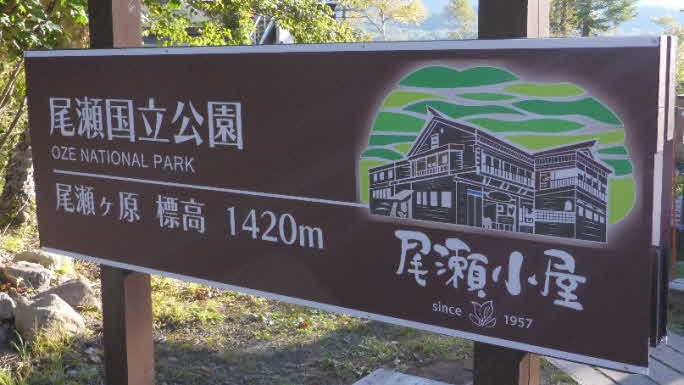 尾瀬国立公園
OZE NATIONAL PARK
尾瀬ヶ原 標高 1420m
尾瀬小屋
since 1957